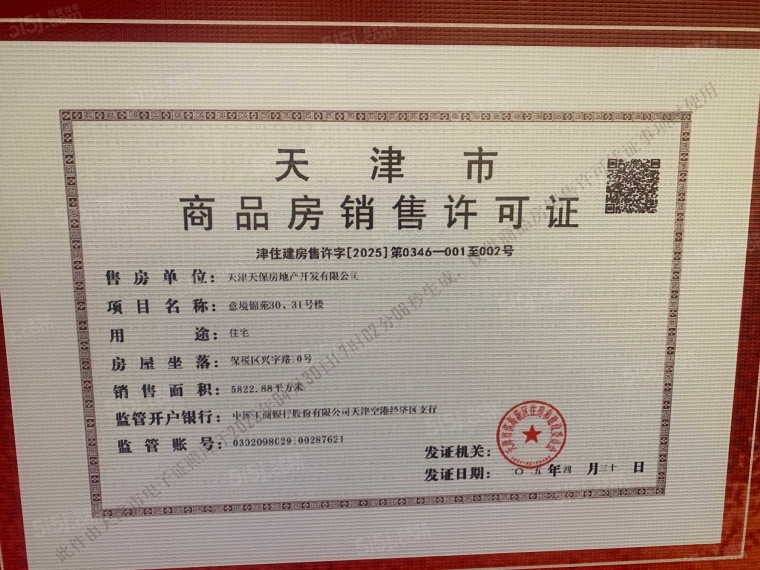 天津市
商品房销售许可证
津住建房售许字[2025]第0346-001至002号
售房单位：天津天保房地产开发有限公司
项目名称：意境锦苑30、31号楼
用途：住宅
房屋坐落：保税区兴宇路 0号
销售面积：5822.88平方米
监管开户银行：中国工商银行股份有限公司天津空港经济区支行
监管账号：
发证机关：
发证日期： 〇 五年四月三十日